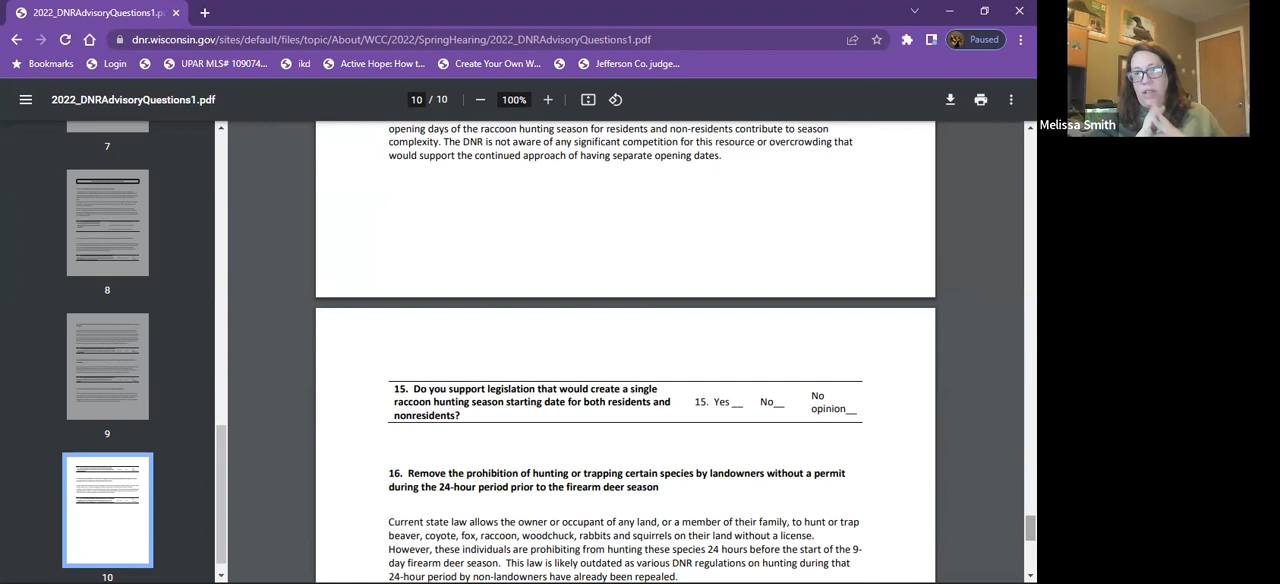 2022_DNRAdvisoryQuestions1.p
dnr.wisconsin.gov/sites/default/files/topic/About/WCC/2022/SpringHearing/2022_DNRAdvisoryQuestions1.pdf
Paused
Bookmarks Login UPAR MLS# 109074... ikd Active Hope: How t... Create Your Own W... Jefferson Co. judge...
2022_DNRAdvisoryQuestions1.pdf
10 / 10
100%
Melissa Smith
7
8
9
10
opening days of the raccoon hunting season for residents and non-residents contribute to season
complexity. The DNR is not aware of any significant competition for this resource or overcrowding that
would support the continued approach of having separate opening dates.
15. Do you support legislation that would create a single
raccoon hunting season starting date for both residents and
nonresidents?
15. Yes __ No__ No
opinion__
16. Remove the prohibition of hunting or trapping certain species by landowners without a permit
during the 24-hour period prior to the firearm deer season
Current state law allows the owner or occupant of any land, or a member of their family, to hunt or trap
beaver, coyote, fox, raccoon, woodchuck, rabbits and squirrels on their land without a license.
However, these individuals are prohibiting from hunting these species 24 hours before the start of the 9-
day firearm deer season. This law is likely outdated as various DNR regulations on hunting during that
24-hour period by non-landowners have already been repealed.